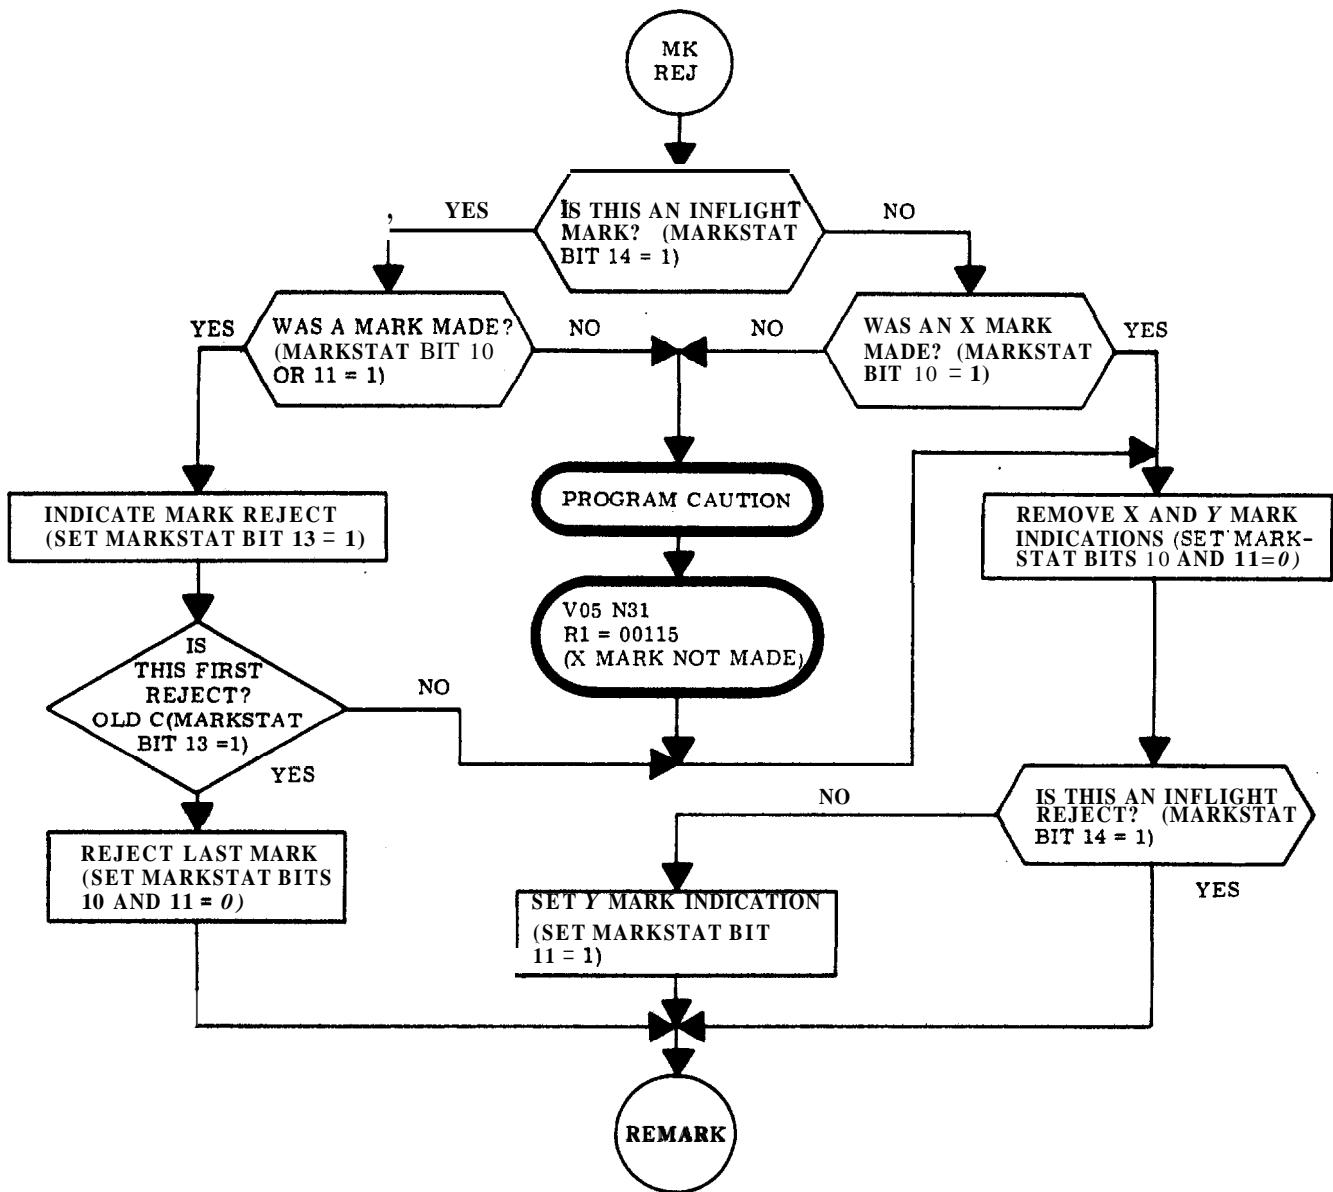 MK
REJ
IS THIS AN INFLIGHT
MARK? (MARKSTAT
BIT 14 = 1)
YES
NO
WAS A MARK MADE?
(MARKSTAT BIT 10
OR 11 = 1)
YES
NO
WAS AN X MARK
MADE? (MARKSTAT
BIT 10 = 1)
NO
YES
INDICATE MARK REJECT
(SET MARKSTAT BIT 13 = 1)
PROGRAM CAUTION
REMOVE X AND Y MARK
INDICATIONS (SET MARK-
STAT BITS 10 AND 11=0)
V05 N31
R1 = 00115
(X MARK NOT MADE)
IS
THIS FIRST
REJECT?
OLD C(MARKSTAT
BIT 13 =1)
NO
YES
IS THIS AN INFLIGHT
REJECT? (MARKSTAT
BIT 14 = 1)
NO
YES
REJECT LAST MARK
(SET MARKSTAT BITS
10 AND 11 = 0)
SET Y MARK INDICATION
(SET MARKSTAT BIT
11 = 1)
REMARK